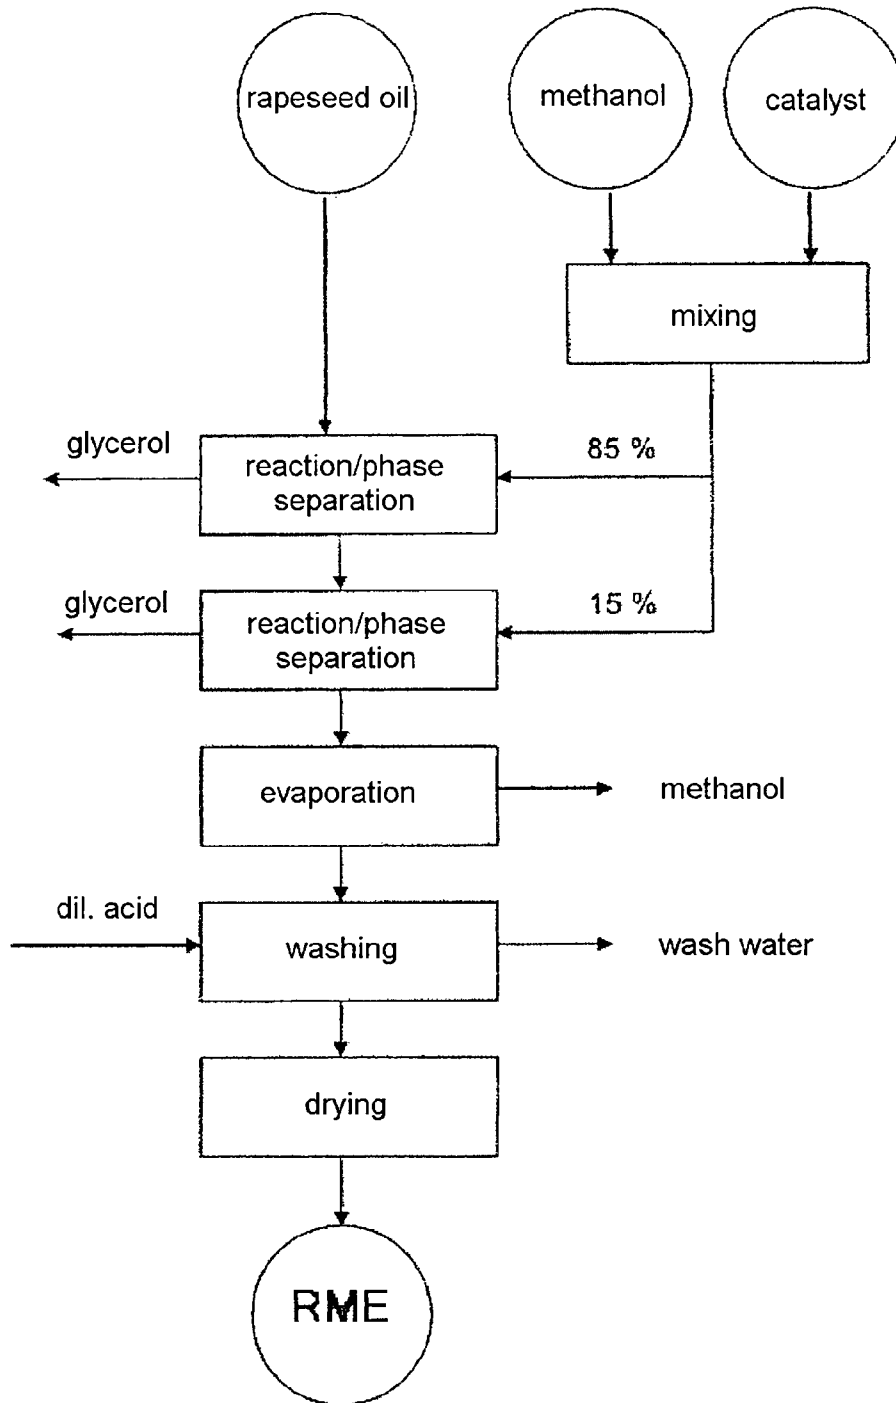 rapeseed oil
methanol
catalyst
mixing
glycerol
85 %
reaction/phase
separation
glycerol
15 %
reaction/phase
separation
evaporation
methanol
dil. acid
washing
wash water
drying
RME